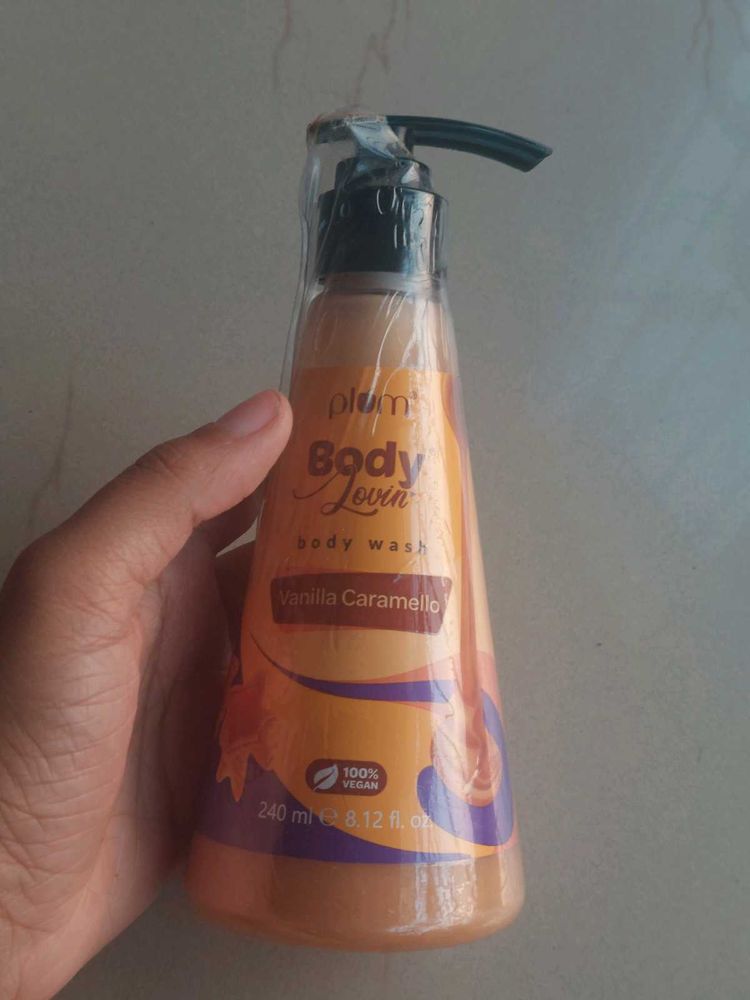 plum
Body
Lovin'
body wash
Vanilla Caramello
100%
VEGAN
240 ml ℮ 8.12 fl. oz.